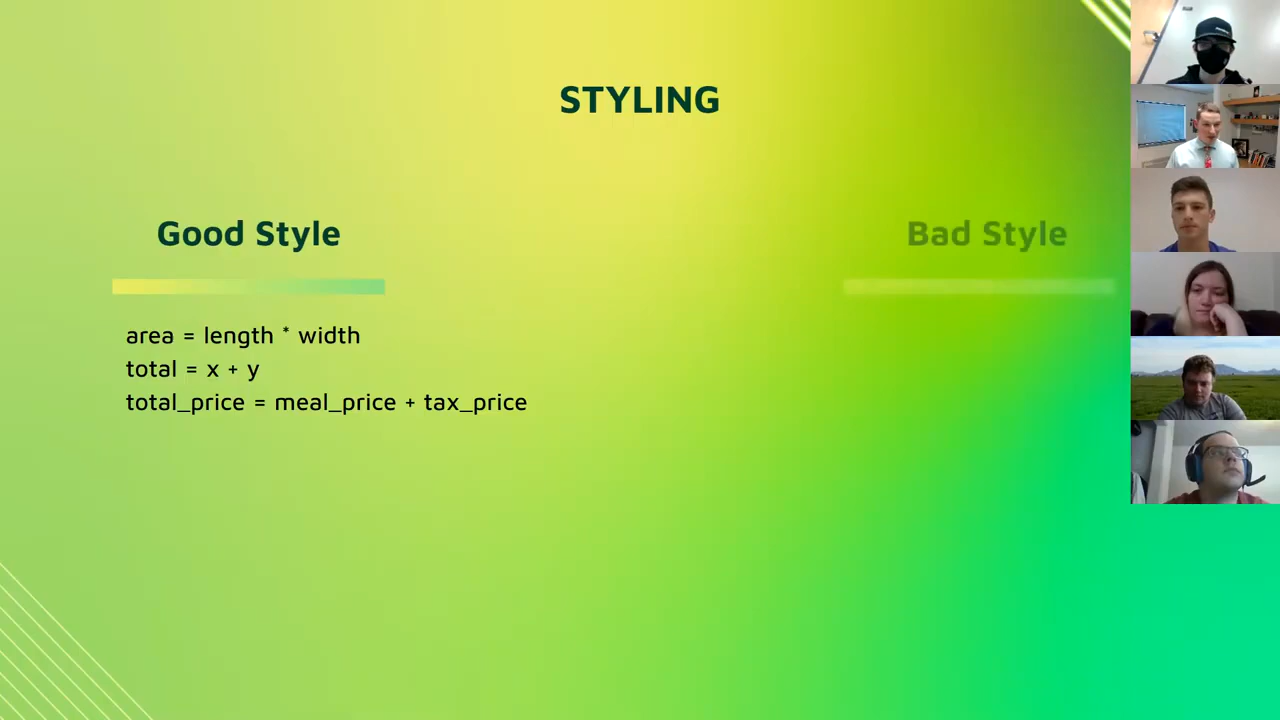 STYLING
Good Style
Bad Style
area = length * width
total = x + y
total_price = meal_price + tax_price